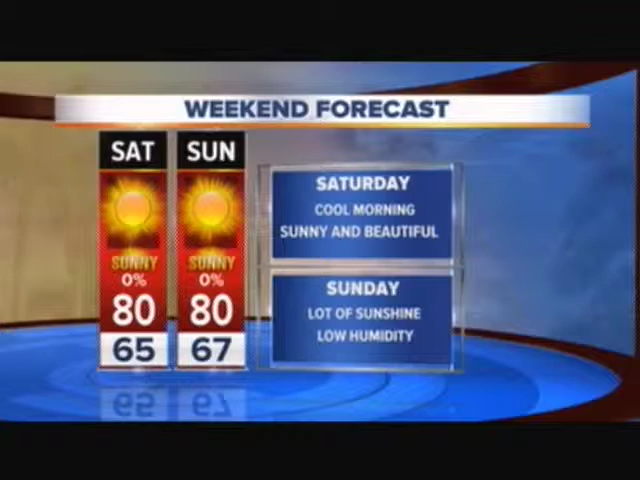 WEEKEND FORECAST
SAT
SUNNY
0%
80
65
SUN
SUNNY
0%
80
67
SATURDAY
COOL MORNING
SUNNY AND BEAUTIFUL
SUNDAY
LOT OF SUNSHINE
LOW HUMIDITY